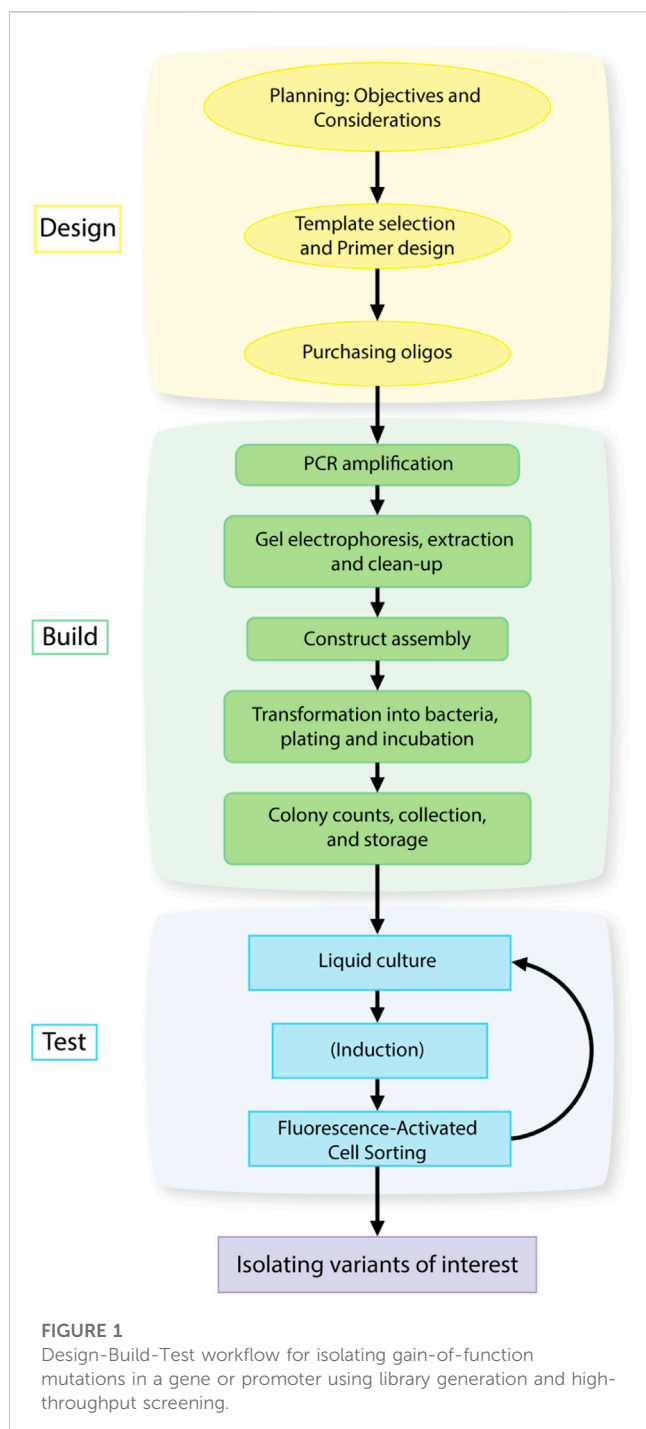 Planning: Objectives and
Considerations
Design
Template selection
and Primer design
Purchasing oligos
PCR amplification
Gel electrophoresis, extraction
and clean-up
Build
Construct assembly
Transformation into bacteria,
plating and incubation
Colony counts, collection,
and storage
Liquid culture
Test
(Induction)
Fluorescence-Activated
Cell Sorting
Isolating variants of interest
FIGURE 1
Design-Build-Test workflow for isolating gain-of-function
mutations in a gene or promoter using library generation and high-
throughput screening.